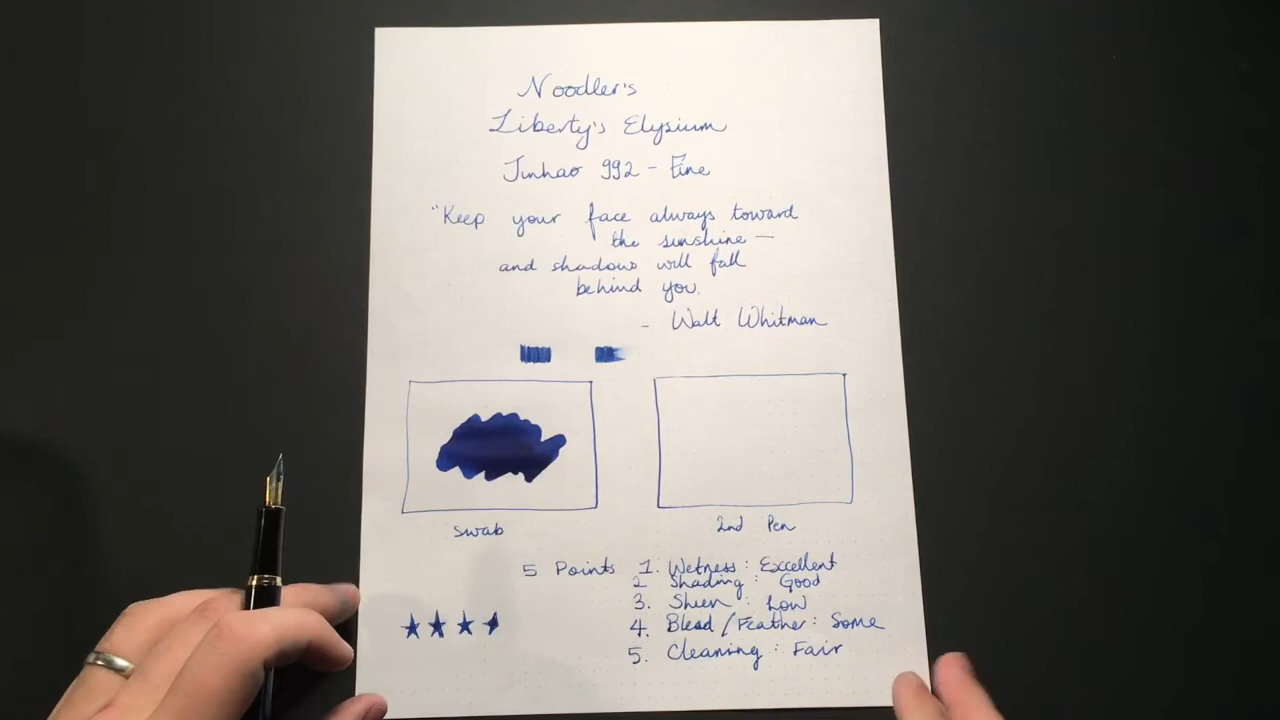 Noodler's
Liberty's Elysium
Jinhao 992 - Fine
"Keep your face always toward
the sunshine —
and shadows will fall
behind you.
- Walt Whitman
swab
2nd Pen
5 Points 1. Wetness: Excellent
2 Shading: Good
3. Sheen: Low
4. Bleed/Feather: Some
5. Cleaning: Fair